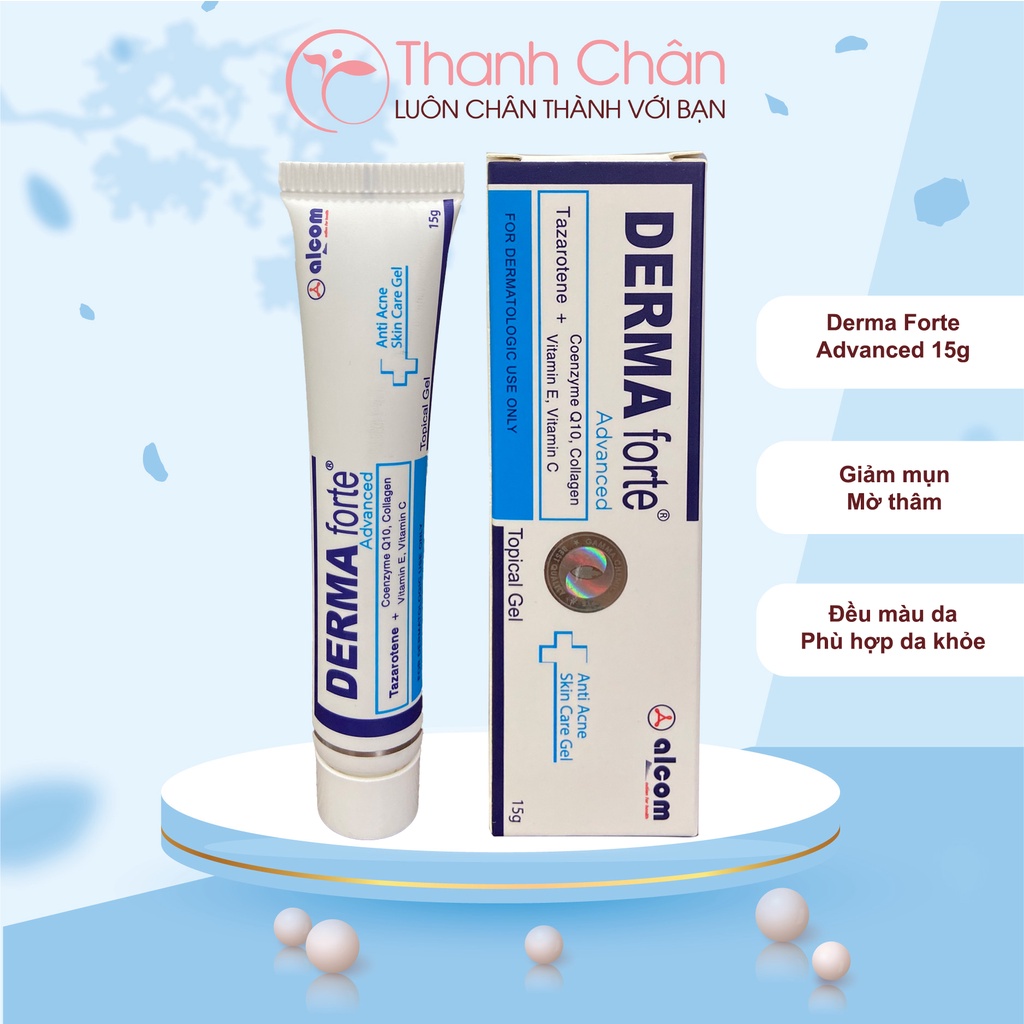 Thanh Chân
LUÔN CHÂN THÀNH VỚI BẠN
alcom
15g
Anti Acne
Skin Care Gel
Topical Gel
DERMA forte®
Advanced
Tazarotene +
Coenzyme Q10, Collagen
Vitamin E, Vitamin C
DERMA forte®
Advanced
Tazarotene +
Coenzyme Q10, Collagen
Vitamin E, Vitamin C
FOR DERMATOLOGIC USE ONLY
Topical Gel
Anti Acne
Skin Care Gel
alcom
15g
Derma Forte
Advanced 15g
Giảm mụn
Mờ thâm
Đều màu da
Phù hợp da khỏe